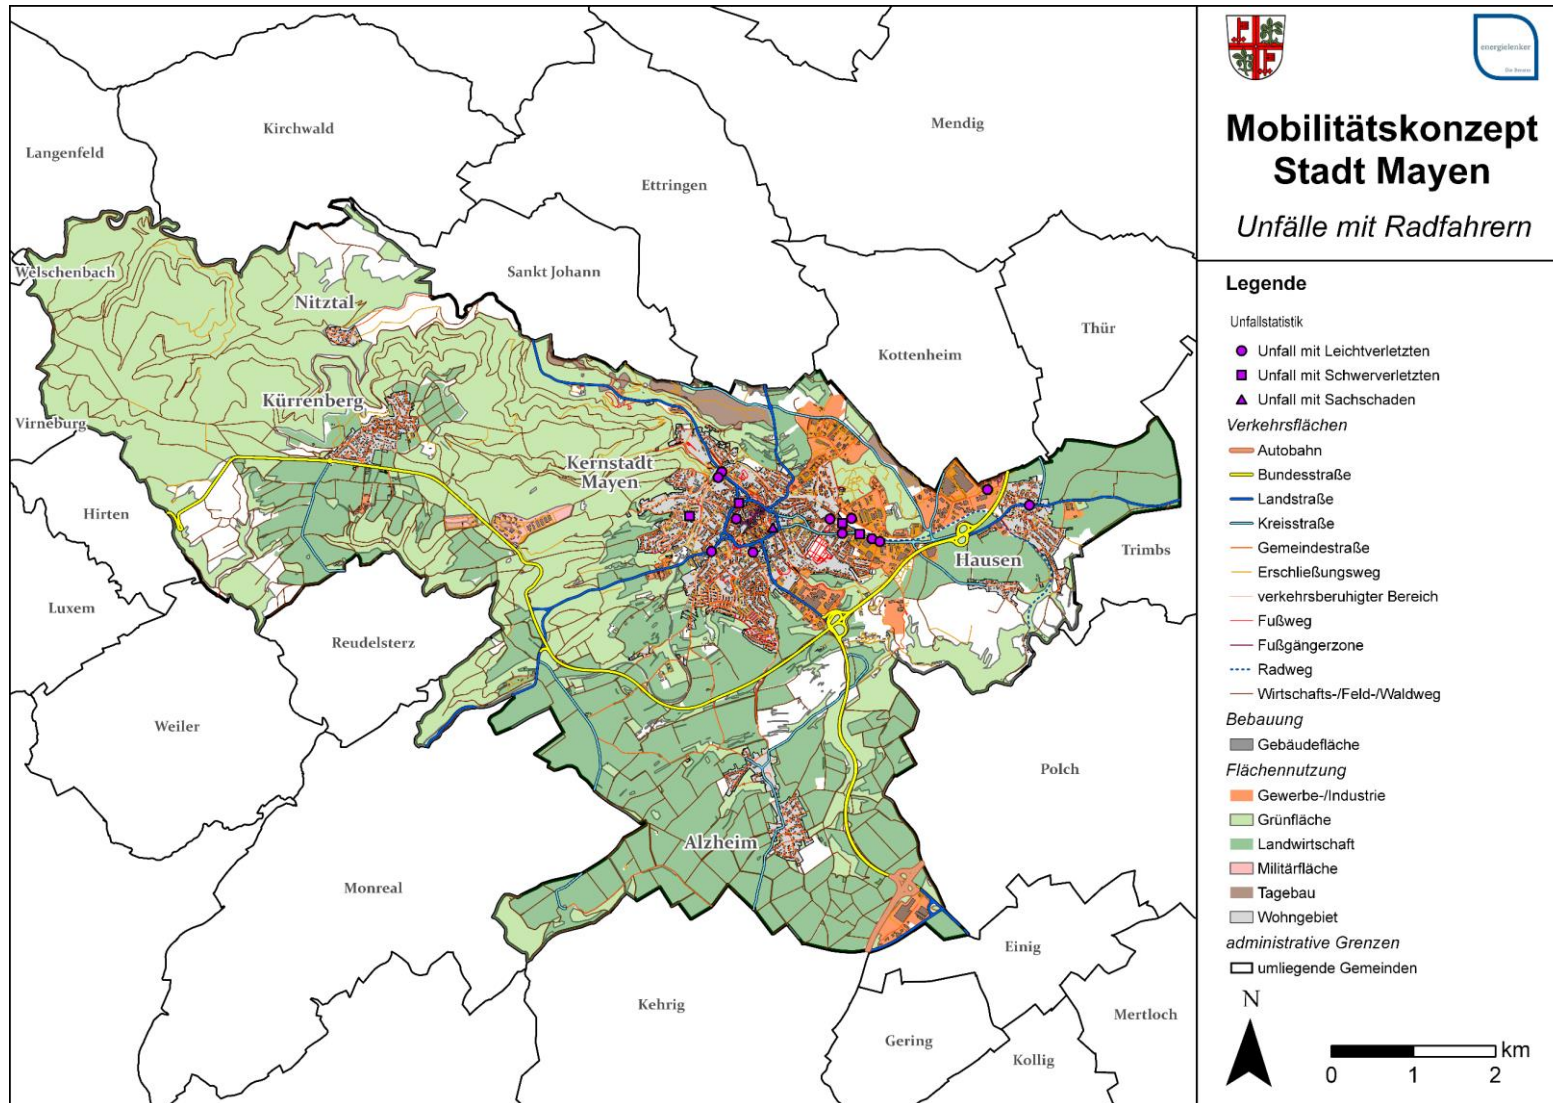 Kirchwald
Langenfeld
Mendig
Ettringen
Welschenbach
Sankt Johann
Nitztal
Thür
Kottenheim
Kürrenberg
Virneburg
Kernstadt
Mayen
Hirten
Trimbs
Hausen
Luxem
Reudelsterz
Weiler
Polch
Alzheim
Monreal
Einig
Kehrig
Mertloch
Gering
Kollig
energielenker
Mobilitätskonzept
Stadt Mayen
Unfälle mit Radfahrern
Legende
Unfallstatistik
Unfall mit Leichtverletzten
Unfall mit Schwerverletzten
Unfall mit Sachschaden
Verkehrsflächen
Autobahn
Bundesstraße
Landstraße
Kreisstraße
Gemeindestraße
Erschließungsweg
verkehrsberuhigter Bereich
Fußweg
Fußgängerzone
Radweg
Wirtschafts-/Feld-/Waldweg
Bebauung
Gebäudefläche
Flächennutzung
Gewerbe-/Industrie
Grünfläche
Landwirtschaft
Militärfläche
Tagebau
Wohngebiet
administrative Grenzen
umliegende Gemeinden
N
km
0 1 2